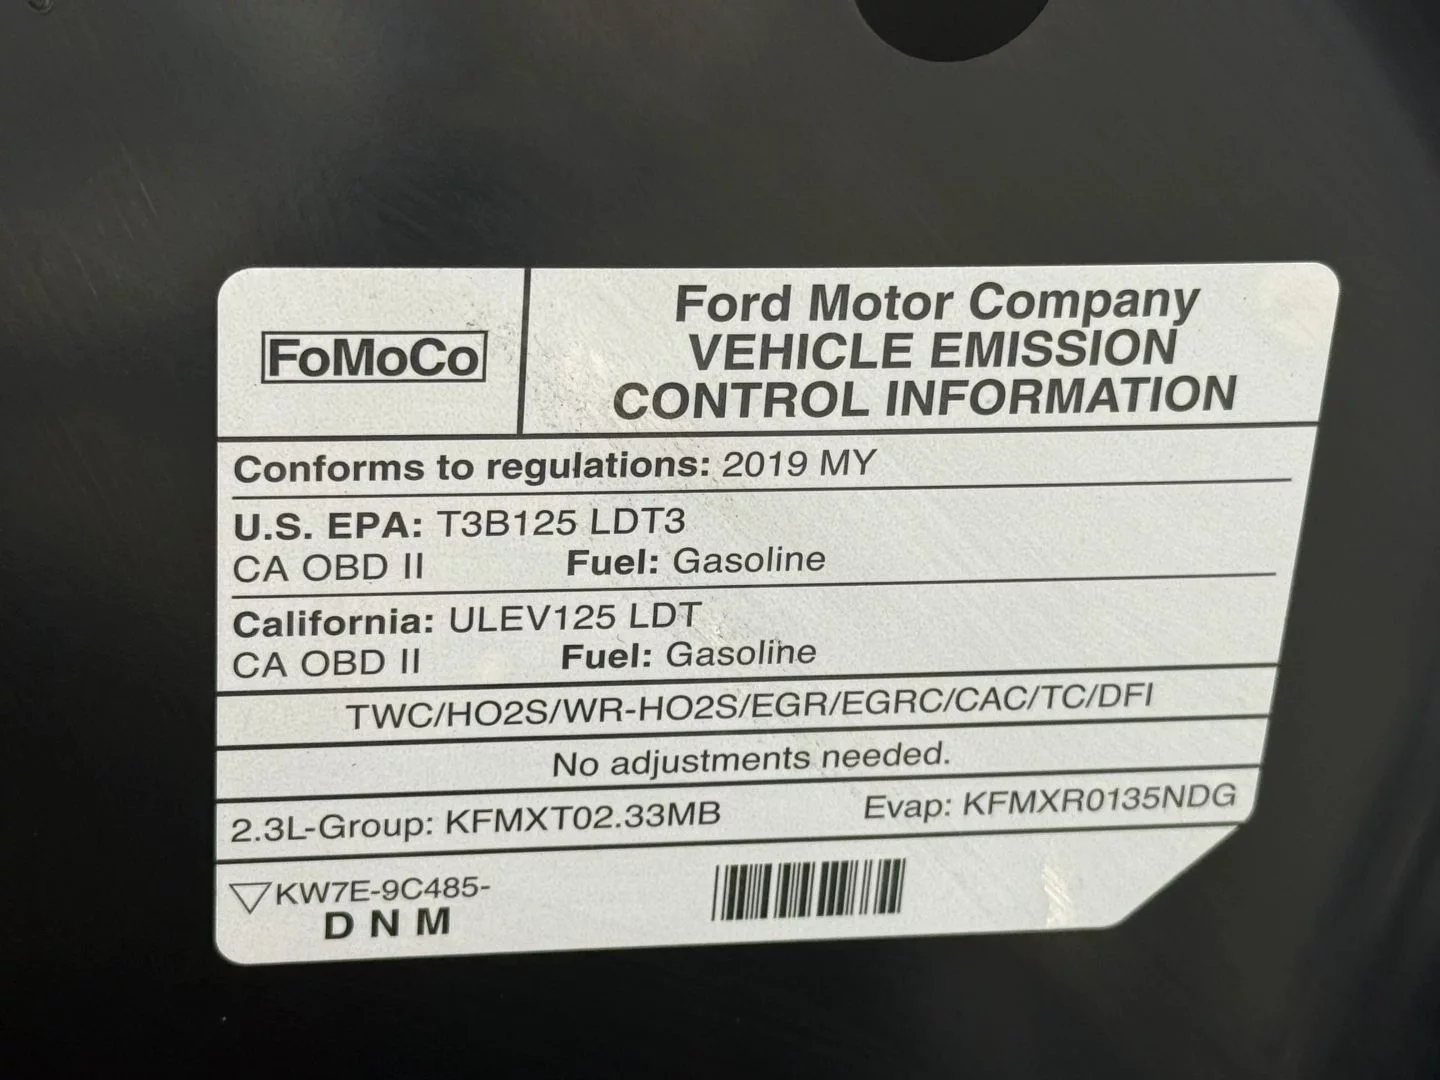 FoMoCo
Ford Motor Company
VEHICLE EMISSION
CONTROL INFORMATION
Conforms to regulations: 2019 MY
U.S. EPA: T3B125 LDT3
CA OBD II Fuel: Gasoline
California: ULEV125 LDT
CA OBD II Fuel: Gasoline
TWC/HO2S/WR-HO2S/EGR/EGRC/CAC/TC/DFI
No adjustments needed.
2.3L-Group: KFMXT02.33MB Evap: KFMXR0135NDG
KW7E-9C485-
D N M